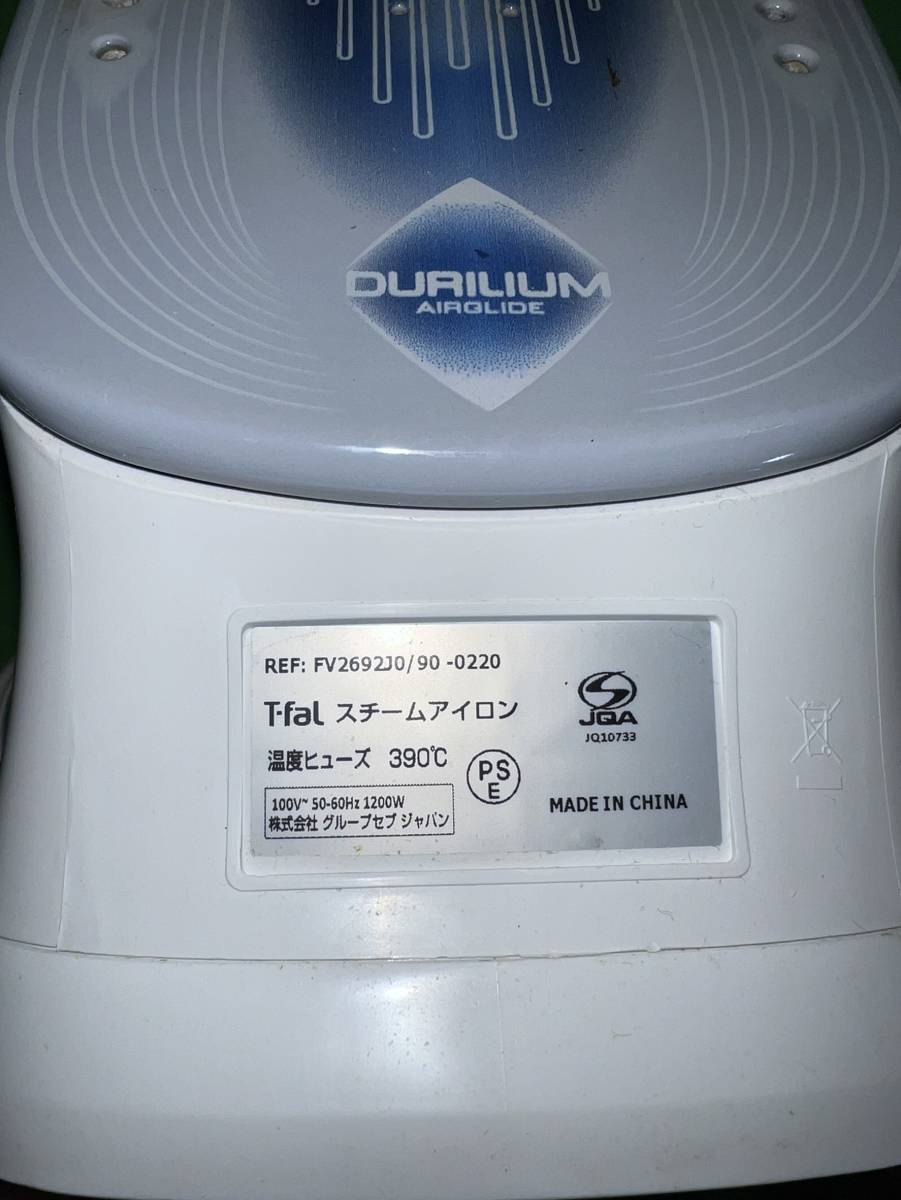 DURILIUM
AIRGLIDE
REF: FV2692J0/90 -0220
T-fal スチームアイロン
温度ヒューズ 390℃
PS
E
100V~ 50-60Hz 1200W
株式会社 グループセブ ジャパン
JQA
JQ10733
MADE IN CHINA